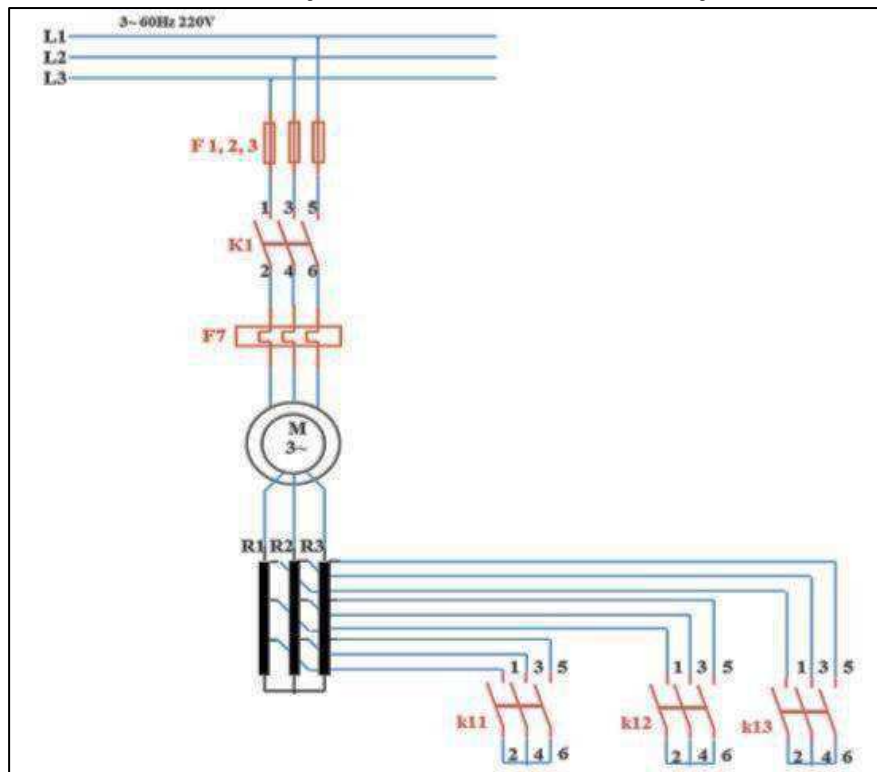 3~ 60Hz 220V
L1
L2
L3
F 1, 2, 3
1 3 5
K1
2 4 6
F7
M
3~
R1 R2 R3
1 3 5
k11
2 4 6
1 3 5
k12
2 4 6
1 3 5
k13
2 4 6